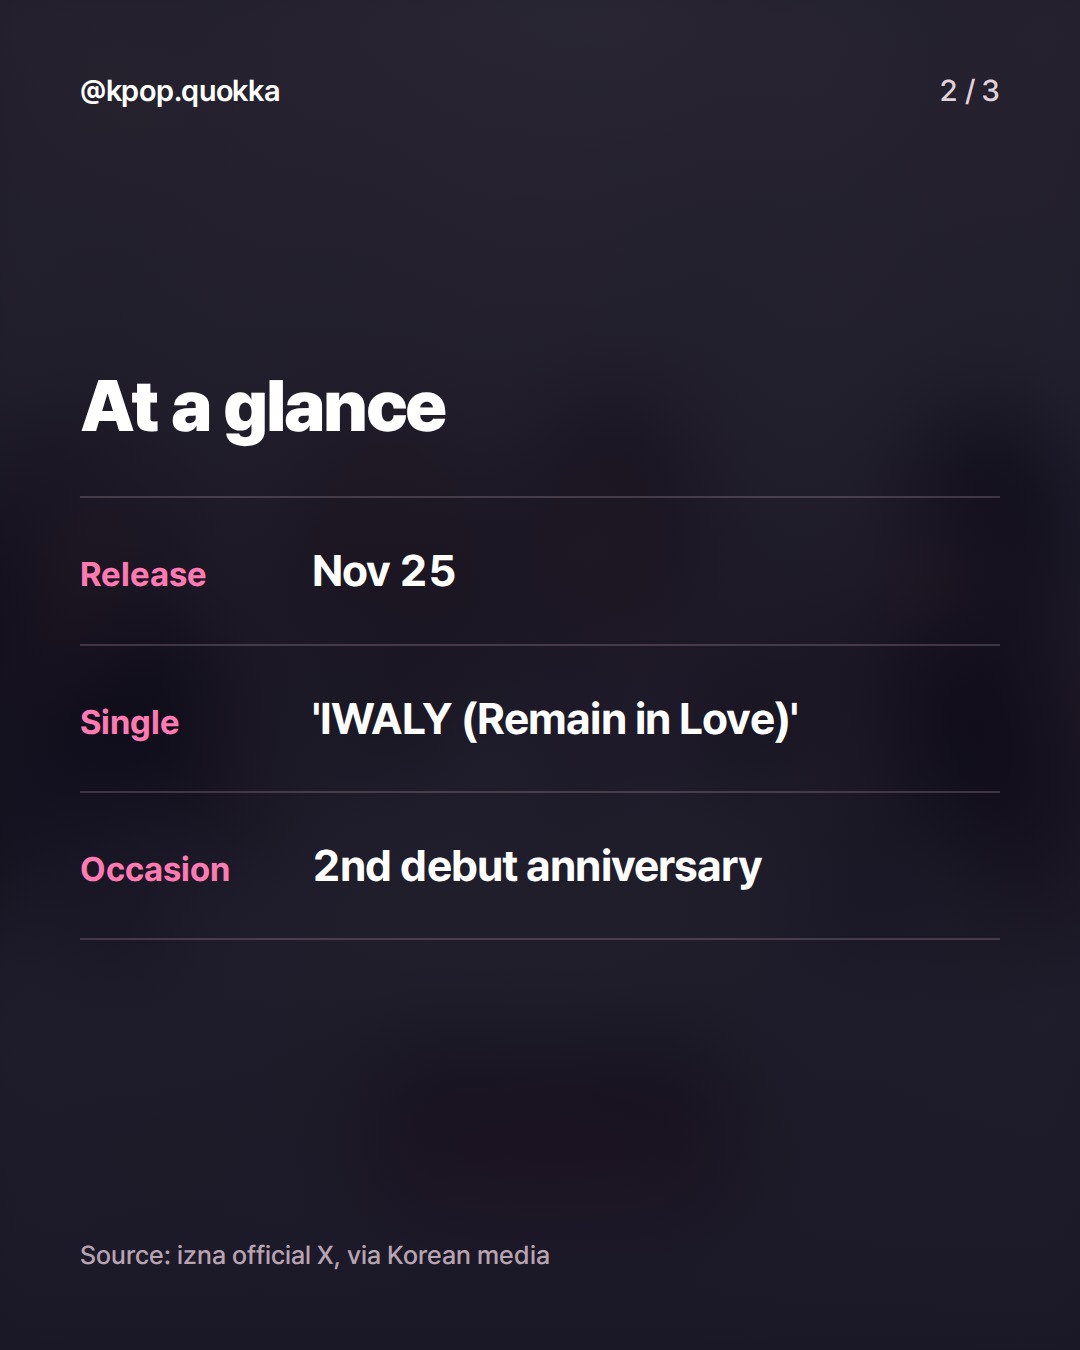 @kpop.quokka
2 / 3
At a glance
Release
Nov 25
Single
'IWALY (Remain in Love)'
Occasion
2nd debut anniversary
Source: izna official X, via Korean media